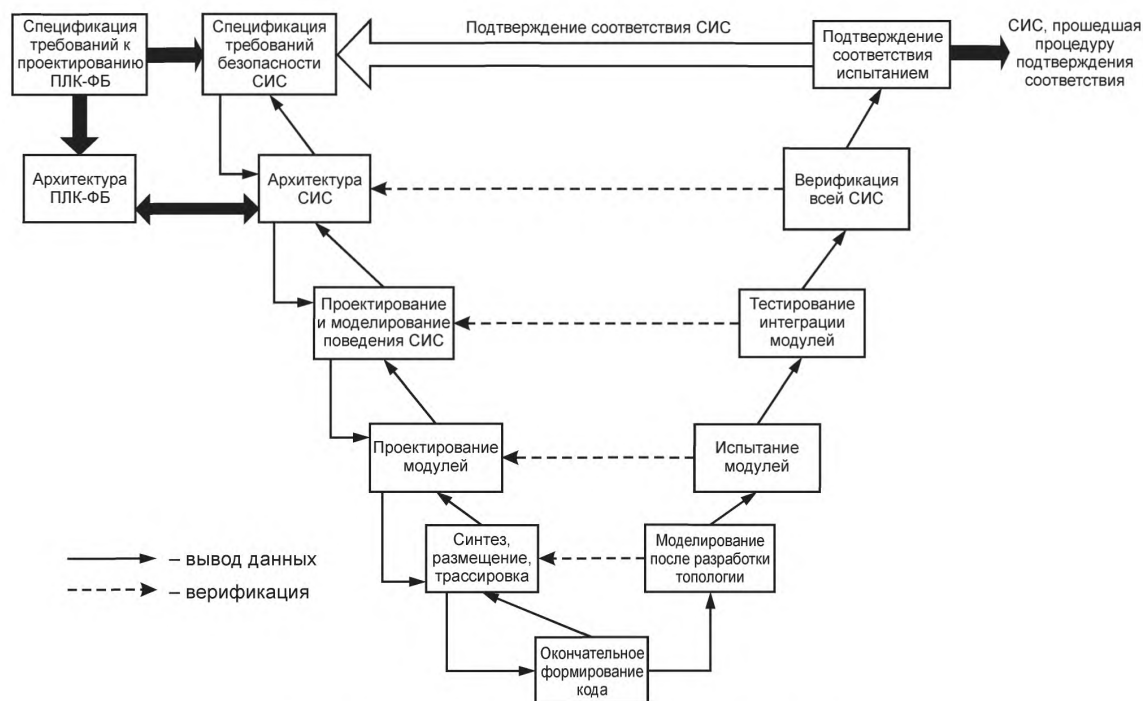 Спецификация
требований к
проектированию
ПЛК-ФБ
Спецификация
требований
безопасности
СИС
Подтверждение соответствия СИС
Подтверждение
соответствия
испытанием
СИС, прошедшая
процедуру
подтверждения
соответствия
Архитектура
ПЛК-ФБ
Архитектура
СИС
Верификация
всей СИС
Проектирование
и моделирование
поведения СИС
Тестирование
интеграции
модулей
Проектирование
модулей
Испытание
модулей
Синтез,
размещение,
трассировка
Моделирование
после разработки
топологии
– вывод данных
– верификация
Окончательное
формирование
кода